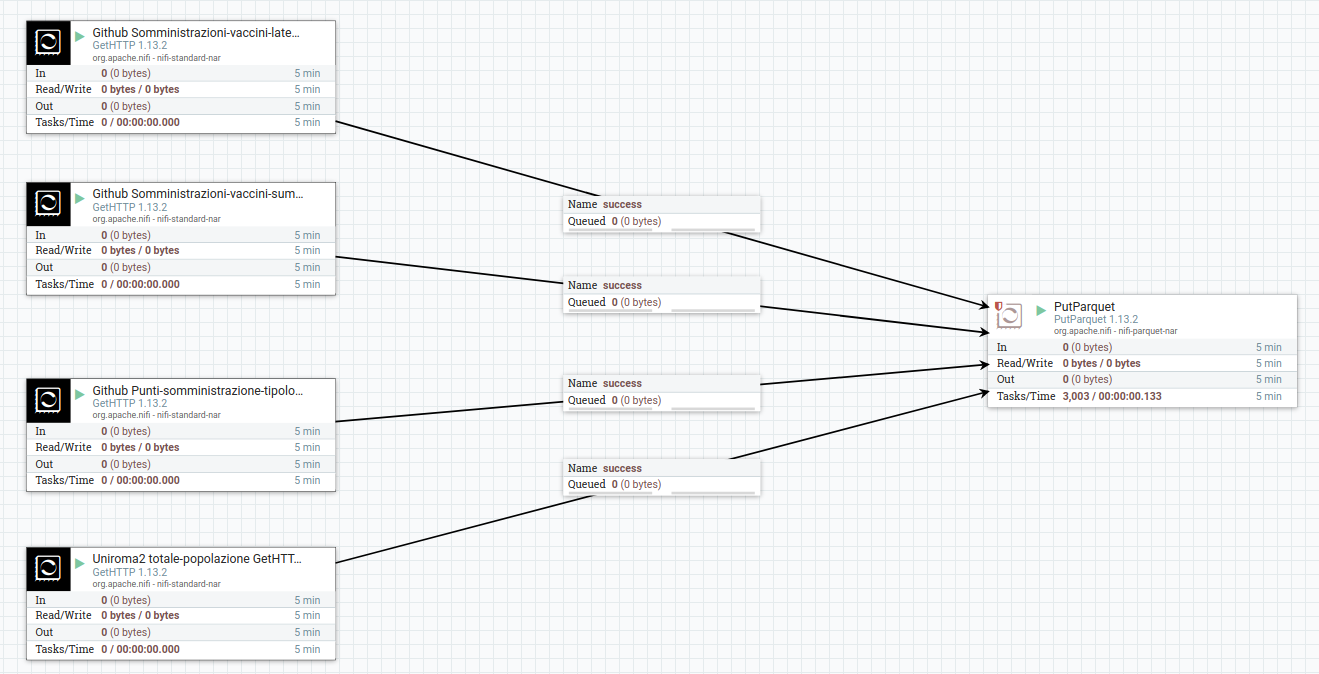 Github Somministrazioni-vaccini-late...
GetHTTP 1.13.2
org.apache.nifi - nifi-standard-nar
In 0 (0 bytes) 5 min
Read/Write 0 bytes / 0 bytes 5 min
Out 0 (0 bytes) 5 min
Tasks/Time 0 / 00:00:00.000 5 min
Github Somministrazioni-vaccini-sum...
GetHTTP 1.13.2
org.apache.nifi - nifi-standard-nar
In 0 (0 bytes) 5 min
Read/Write 0 bytes / 0 bytes 5 min
Out 0 (0 bytes) 5 min
Tasks/Time 0 / 00:00:00.000 5 min
Github Punti-somministrazione-tipolo...
GetHTTP 1.13.2
org.apache.nifi - nifi-standard-nar
In 0 (0 bytes) 5 min
Read/Write 0 bytes / 0 bytes 5 min
Out 0 (0 bytes) 5 min
Tasks/Time 0 / 00:00:00.000 5 min
Uniroma2 totale-popolazione GetHTT...
GetHTTP 1.13.2
org.apache.nifi - nifi-standard-nar
In 0 (0 bytes) 5 min
Read/Write 0 bytes / 0 bytes 5 min
Out 0 (0 bytes) 5 min
Tasks/Time 0 / 00:00:00.000 5 min
Name success
Queued 0 (0 bytes)
Name success
Queued 0 (0 bytes)
Name success
Queued 0 (0 bytes)
Name success
Queued 0 (0 bytes)
PutParquet
PutParquet 1.13.2
org.apache.nifi - nifi-parquet-nar
In 0 (0 bytes) 5 min
Read/Write 0 bytes / 0 bytes 5 min
Out 0 (0 bytes) 5 min
Tasks/Time 3,003 / 00:00:00.133 5 min